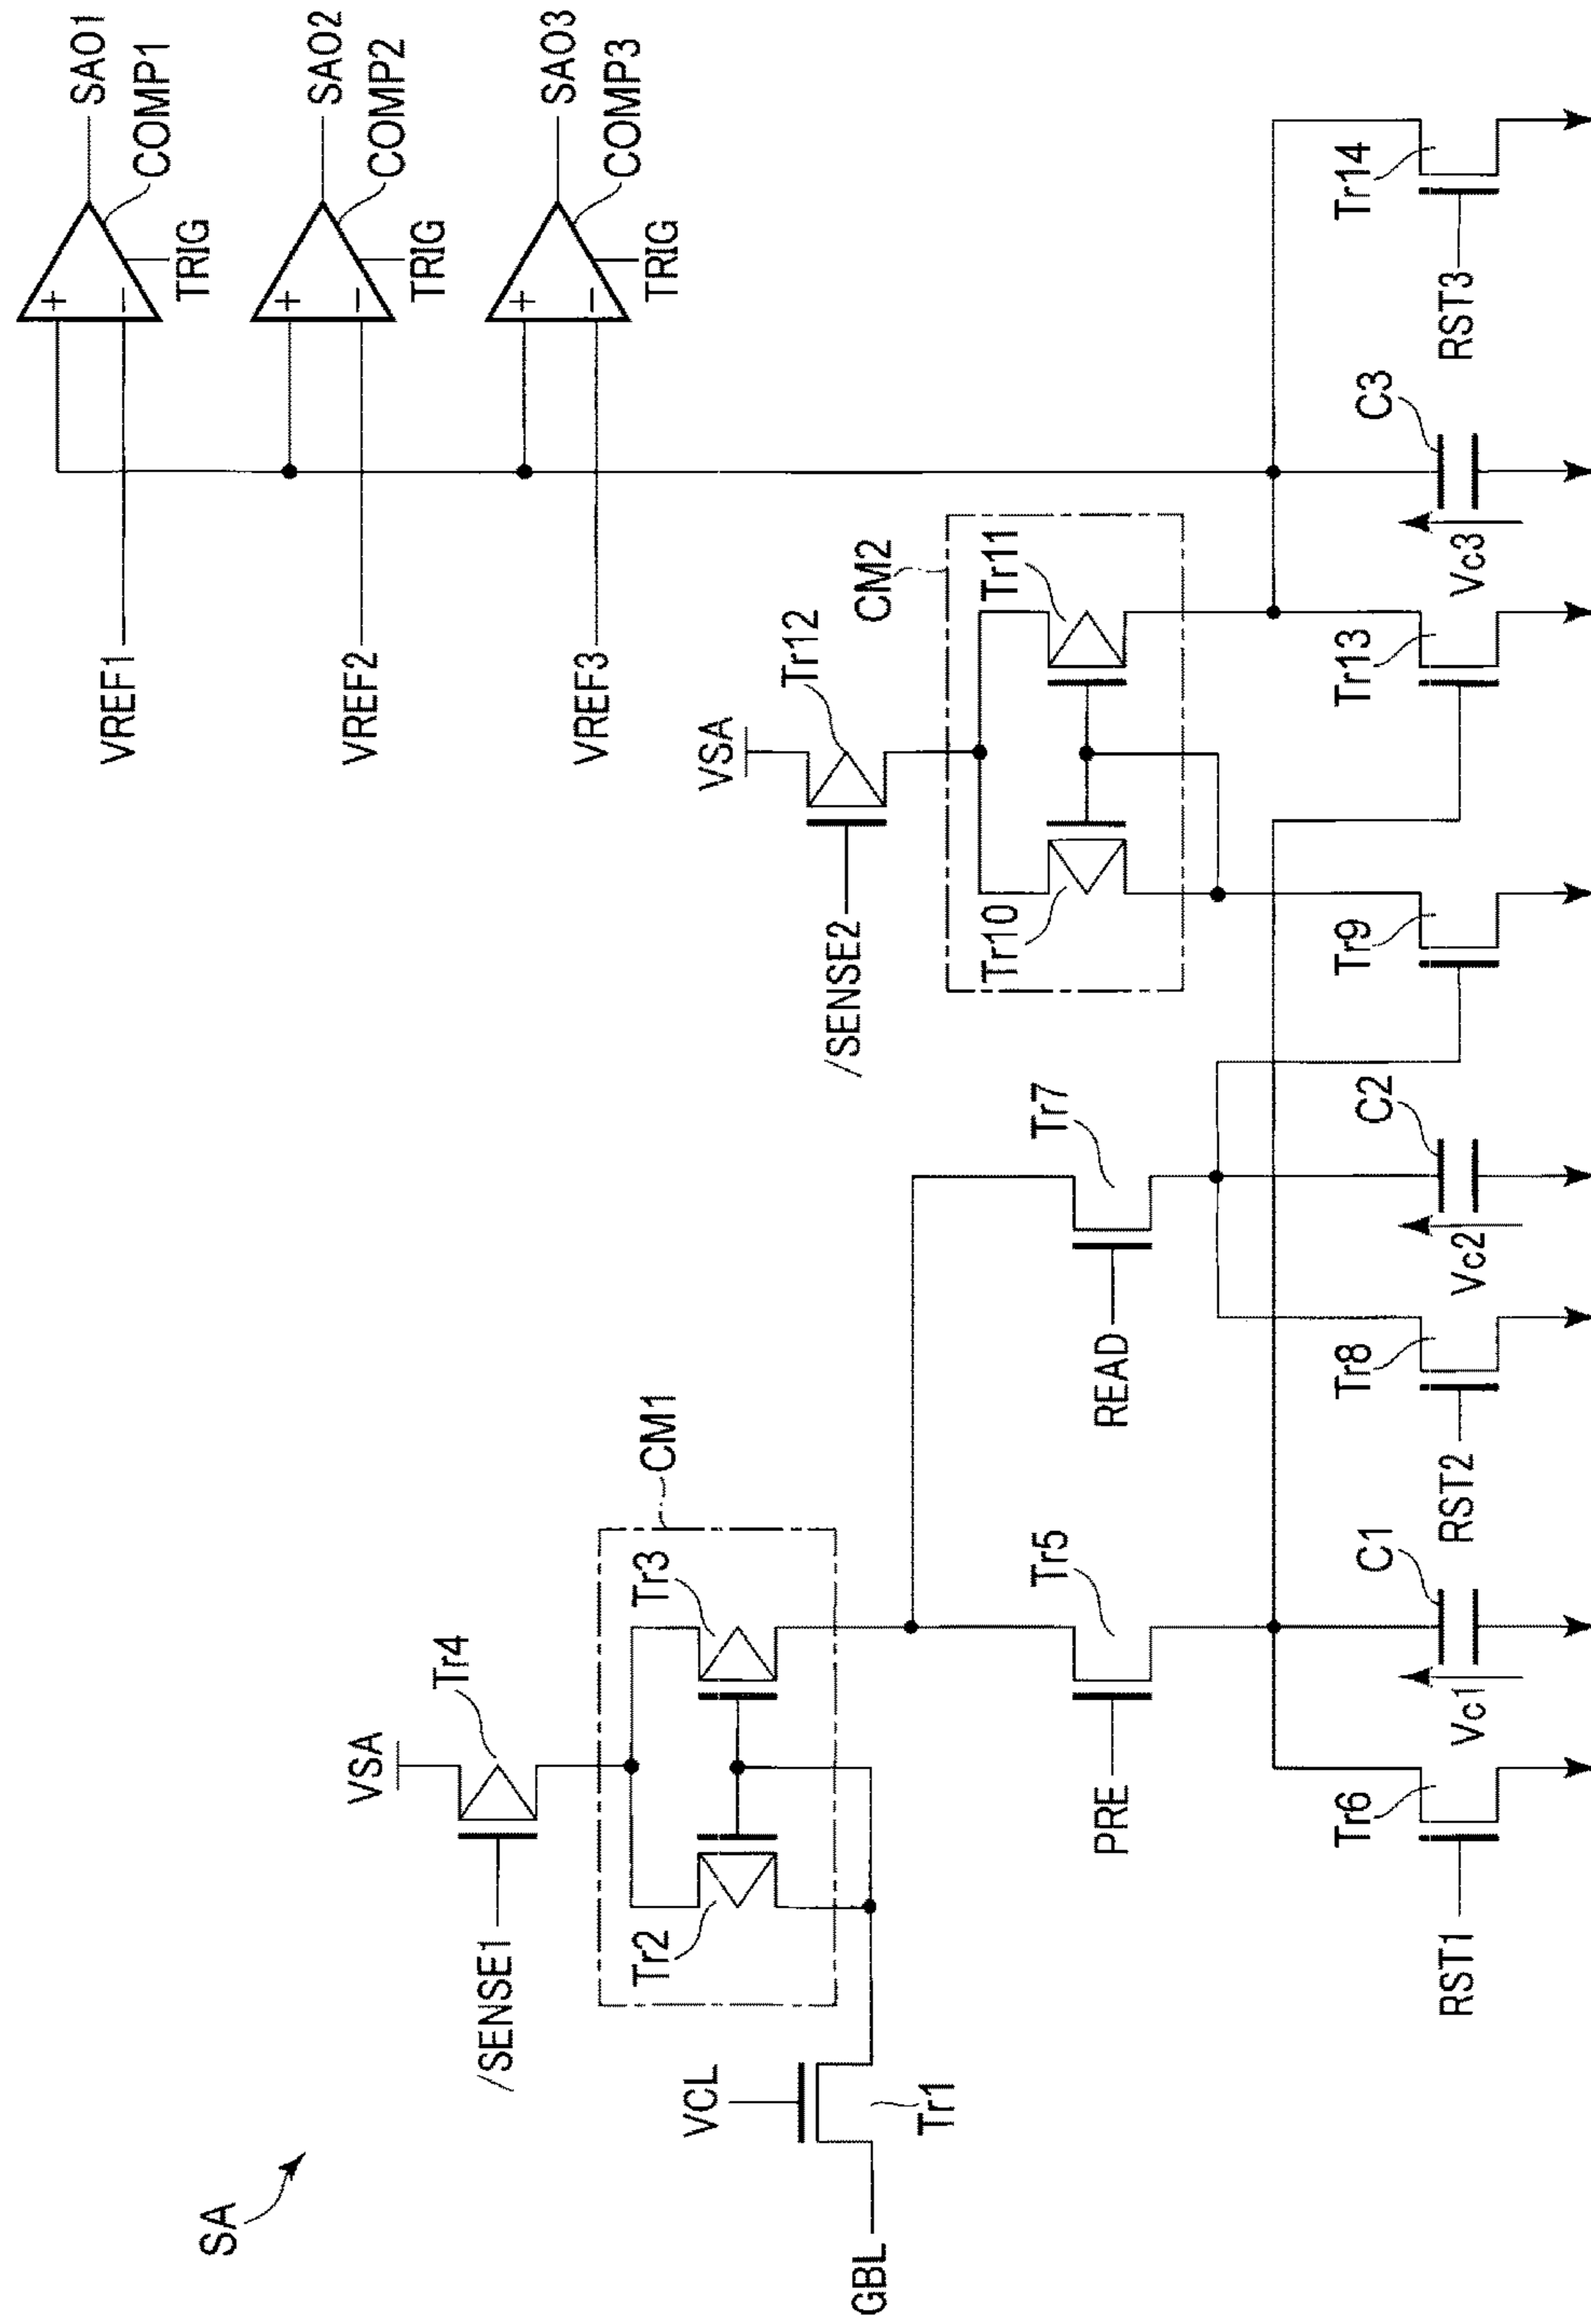 SA
GBL
VCL
Tr1
/SENSE1
VSA
Tr4
Tr2
Tr3
CM1
PRE
Tr5
READ
Tr7
RST1
Tr6
Vc1
C1
RST2
Tr8
Vc2
C2
/SENSE2
VSA
Tr12
Tr10
Tr11
CM2
Tr9
Tr13
Vc3
C3
RST3
Tr14
VREF1
+
−
TRIG
SAO1
COMP1
VREF2
+
−
TRIG
SAO2
COMP2
VREF3
+
−
TRIG
SAO3
COMP3